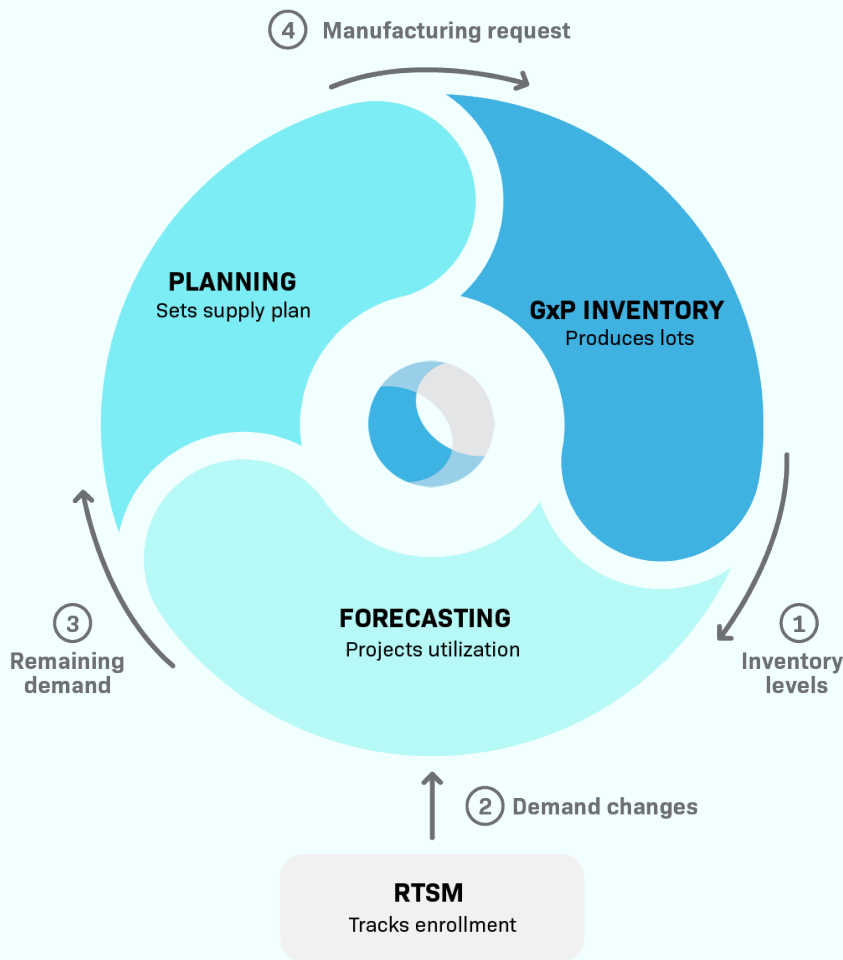 4 Manufacturing request
PLANNING
Sets supply plan
GxP INVENTORY
Produces lots
FORECASTING
Projects utilization
3
Remaining
demand
1
Inventory
levels
2 Demand changes
RTSM
Tracks enrollment